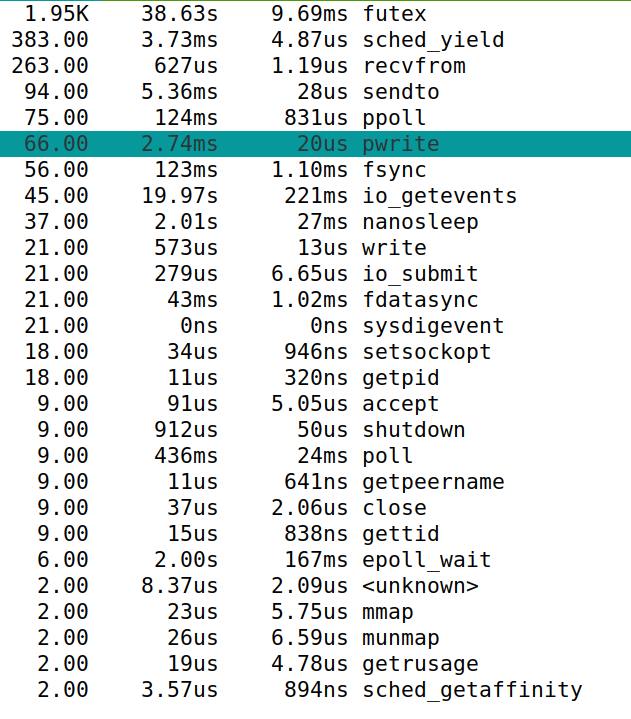 1.95K 38.63s 9.69ms futex
383.00 3.73ms 4.87us sched_yield
263.00 627us 1.19us recvfrom
94.00 5.36ms 28us sendto
75.00 124ms 831us ppoll
66.00 2.74ms 20us pwrite
56.00 123ms 1.10ms fsync
45.00 19.97s 221ms io_getevents
37.00 2.01s 27ms nanosleep
21.00 573us 13us write
21.00 279us 6.65us io_submit
21.00 43ms 1.02ms fdatasync
21.00 0ns 0ns sysdigevent
18.00 34us 946ns setsockopt
18.00 11us 320ns getpid
9.00 91us 5.05us accept
9.00 912us 50us shutdown
9.00 436ms 24ms poll
9.00 11us 641ns getpeername
9.00 37us 2.06us close
9.00 15us 838ns gettid
6.00 2.00s 167ms epoll_wait
2.00 8.37us 2.09us <unknown>
2.00 23us 5.75us mmap
2.00 26us 6.59us munmap
2.00 19us 4.78us getrusage
2.00 3.57us 894ns sched_getaffinity